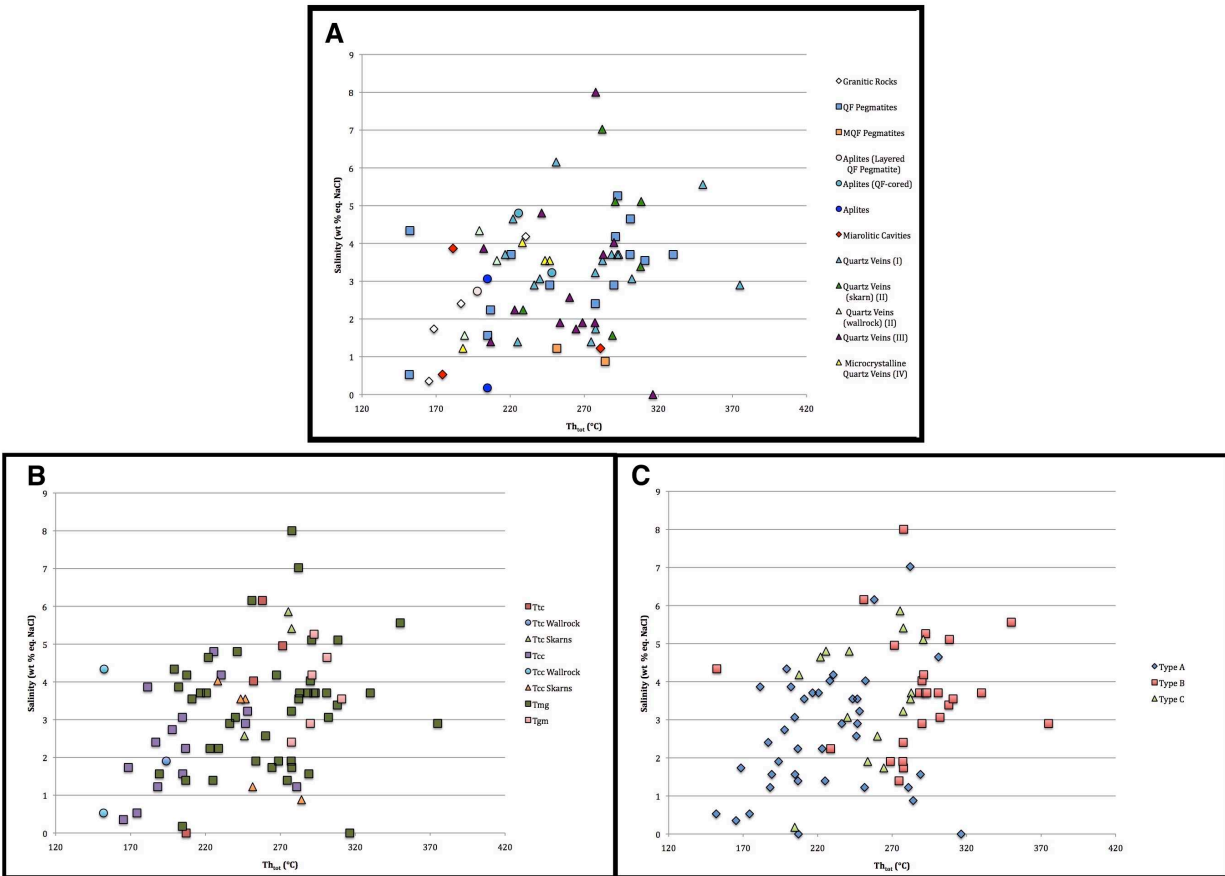 A
Salinity (wt % eq. NaCl)
9
8
7
6
5
4
3
2
1
0
120 170 220 270 320 370 420
Th_tot (°C)
Granitic Rocks
QF Pegmatites
MQF Pegmatites
Aplites (Layered
QF Pegmatite)
Aplites (QF-cored)
Aplites
Miarolitic Cavities
Quartz Veins (I)
Quartz Veins
(skarn) (II)
Quartz Veins
(wallrock) (II)
Quartz Veins (III)
Microcrystalline
Quartz Veins (IV)
B
Salinity (wt % eq. NaCl)
9
8
7
6
5
4
3
2
1
0
120 170 220 270 320 370 420
Th_tot (°C)
Ttc
Ttc Wallrock
Ttc Skarns
Tcc
Tcc Wallrock
Tcc Skarns
Tmg
Tgm
C
Salinity (wt % eq. NaCl)
9
8
7
6
5
4
3
2
1
0
120 170 220 270 320 370 420
Th_tot (°C)
Type A
Type B
Type C